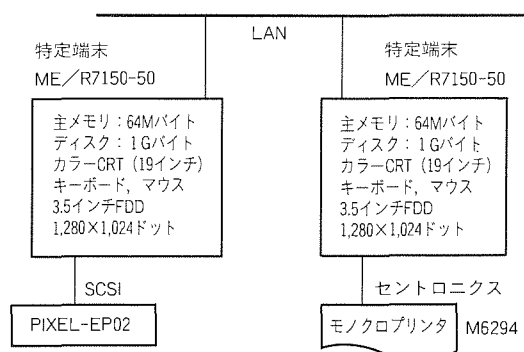 LAN
特定端末
ME／R7150-50
主メモリ：64Mバイト
ディスク：1Gバイト
カラーCRT（19インチ）
キーボード，マウス
3.5インチFDD
1,280×1,024ドット
SCSI
PIXEL-EP02
特定端末
ME／R7150-50
主メモリ：64Mバイト
ディスク：1Gバイト
カラーCRT（19インチ）
キーボード，マウス
3.5インチFDD
1,280×1,024ドット
セントロニクス
モノクロプリンタ
M6294